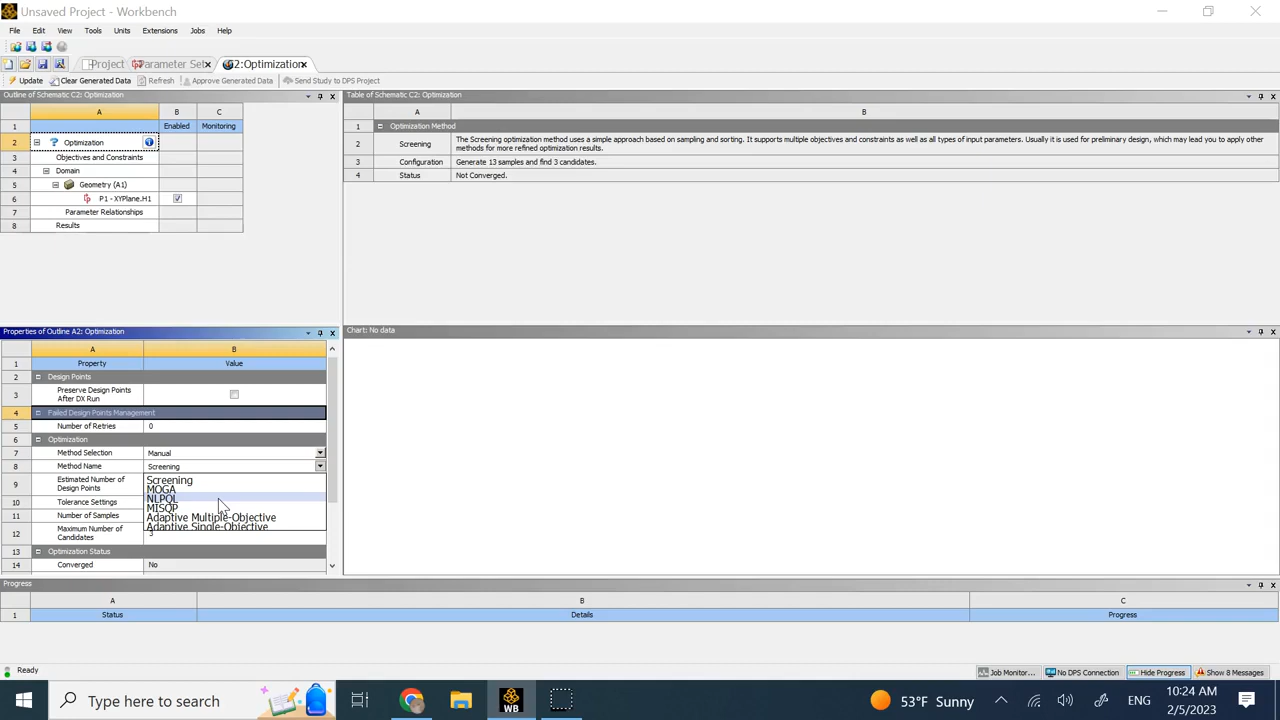 Unsaved Project - Workbench
File Edit View Tools Units Extensions Jobs Help
Project Parameter Set C2:Optimization
Update Clear Generated Data Refresh Approve Generated Data Send Study to DPS Project
Outline of Schematic C2: Optimization
A B C
1 Enabled Monitoring
2 Optimization
3 Objectives and Constraints
4 Domain
5 Geometry (A1)
6 P1 - XYPlane.H1
7 Parameter Relationships
8 Results
Table of Schematic C2: Optimization
A B
1 Optimization Method
2 Screening The Screening optimization method uses a simple approach based on sampling and sorting. It supports multiple objectives and constraints as well as all types of input parameters. Usually it is used for preliminary design, which may lead you to apply other
methods for more refined optimization results.
3 Configuration Generate 13 samples and find 3 candidates.
4 Status Not Converged.
Properties of Outline A2: Optimization
A B
1 Property Value
2 Design Points
3 Preserve Design Points
After DX Run
4 Failed Design Points Management
5 Number of Retries 0
6 Optimization
7 Method Selection Manual
8 Method Name Screening
9 Estimated Number of
Design Points
10 Tolerance Settings
11 Number of Samples
12 Maximum Number of
Candidates 3
Screening
MOGA
NLPQL
MISQP
Adaptive Multiple-Objective
Adaptive Single-Objective
13 Optimization Status
14 Converged No
Chart: No data
Progress
A B C
1 Status Details Progress
Ready
Job Monitor... No DPS Connection Hide Progress Show 8 Messages
Type here to search
WB
53°F Sunny
ENG
10:24 AM
2/5/2023